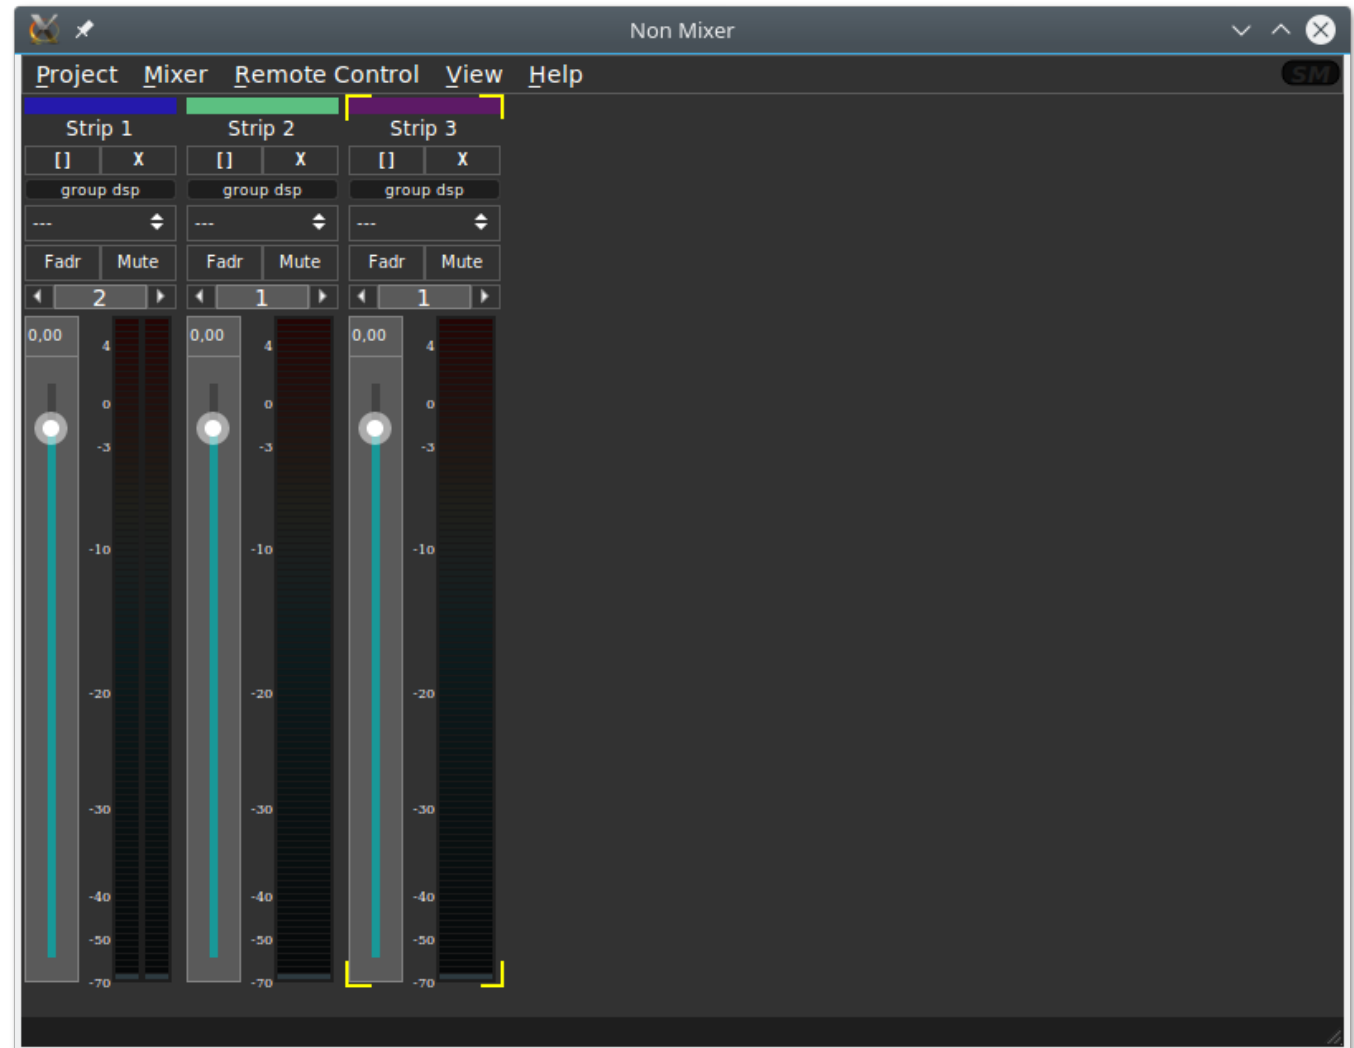 Non Mixer
Project Mixer Remote Control View Help
SM
Strip 1 Strip 2 Strip 3
[] X [] X [] X
group dsp group dsp group dsp
--- --- ---
Fadr Mute Fadr Mute Fadr Mute
2 1 1
0,00 0,00 0,00
4 4 4
0 0 0
-3 -3 -3
-10 -10 -10
-20 -20 -20
-30 -30 -30
-40 -40 -40
-50 -50 -50
-70 -70 -70